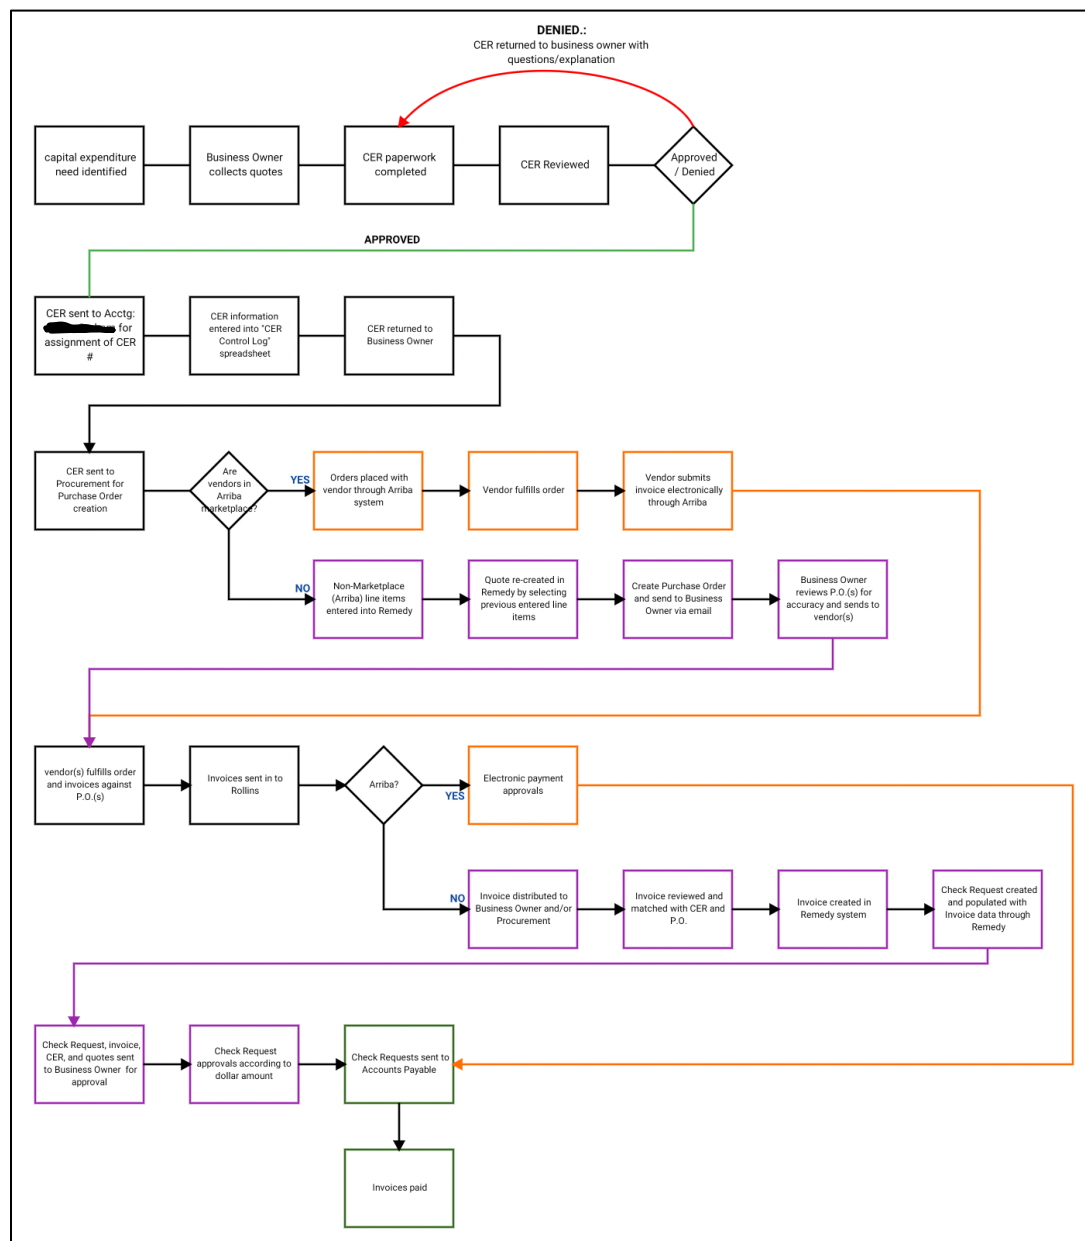 DENIED.:
CER returned to business owner with
questions/explanation
capital expenditure
need identified
Business Owner
collects quotes
CER paperwork
completed
CER Reviewed
Approved
/ Denied
APPROVED
CER sent to Acctg:
for
assignment of CER
#
CER information
entered into "CER
Control Log"
spreadsheet
CER returned to
Business Owner
CER sent to
Procurement for
Purchase Order
creation
Are
vendors in
Arriba
marketplace?
YES
Orders placed with
vendor through Arriba
system
Vendor fulfills order
Vendor submits
invoice electronically
through Arriba
NO
Non-Marketplace
(Arriba) line items
entered into Remedy
Quote re-created in
Remedy by selecting
previous entered line
items
Create Purchase Order
and send to Business
Owner via email
Business Owner
reviews P.O.(s) for
accuracy and sends to
vendor(s)
vendor(s) fulfills order
and invoices against
P.O.(s)
Invoices sent in to
Rollins
Arriba?
YES
Electronic payment
approvals
NO
Invoice distributed to
Business Owner and/or
Procurement
Invoice reviewed and
matched with CER and
P.O.
Invoice created in
Remedy system
Check Request created
and populated with
Invoice data through
Remedy
Check Request, invoice,
CER, and quotes sent
to Business Owner for
approval
Check Request
approvals according to
dollar amount
Check Requests sent to
Accounts Payable
Invoices paid